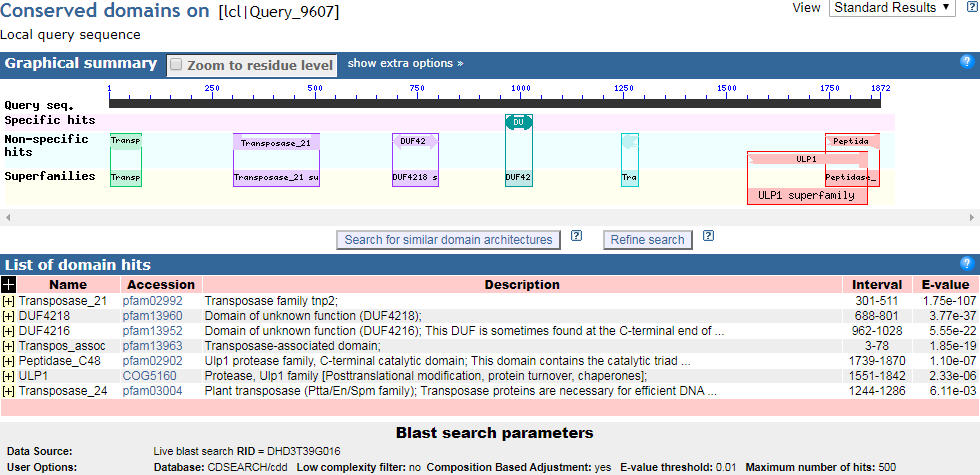 Conserved domains on [lcl|Query_9607]
View Standard Results ▼
Local query sequence
Graphical summary Zoom to residue level show extra options »
1 250 500 750 1000 1250 1500 1750 1872
Query seq.
Specific hits DU
Non-specific hits Transp Transposase_21 DUF42 Peptida
ULP1
Superfamilies Transp Transposase_21 su DUF4218 s DUF42 Tra Peptidase_
ULP1 superfamily
Search for similar domain architectures ? Refine search ?
List of domain hits ?
+ Name Accession Description Interval E-value
[+] Transposase_21 pfam02992 Transposase family tnp2; 301-511 1.75e-107
[+] DUF4218 pfam13960 Domain of unknown function (DUF4218); 688-801 3.77e-37
[+] DUF4216 pfam13952 Domain of unknown function (DUF4216); This DUF is sometimes found at the C-terminal end of ... 962-1028 5.55e-22
[+] Transpos_assoc pfam13963 Transposase-associated domain; 3-78 1.85e-19
[+] Peptidase_C48 pfam02902 Ulp1 protease family, C-terminal catalytic domain; This domain contains the catalytic triad ... 1739-1870 1.10e-07
[+] ULP1 COG5160 Protease, Ulp1 family [Posttranslational modification, protein turnover, chaperones]; 1551-1842 2.33e-06
[+] Transposase_24 pfam03004 Plant transposase (Ptta/En/Spm family); Transposase proteins are necessary for efficient DNA ... 1244-1286 6.11e-03
Blast search parameters
Data Source: Live blast search RID = DHD3T39G016
User Options: Database: CDSEARCH/cdd Low complexity filter: no Composition Based Adjustment: yes E-value threshold: 0.01 Maximum number of hits: 500